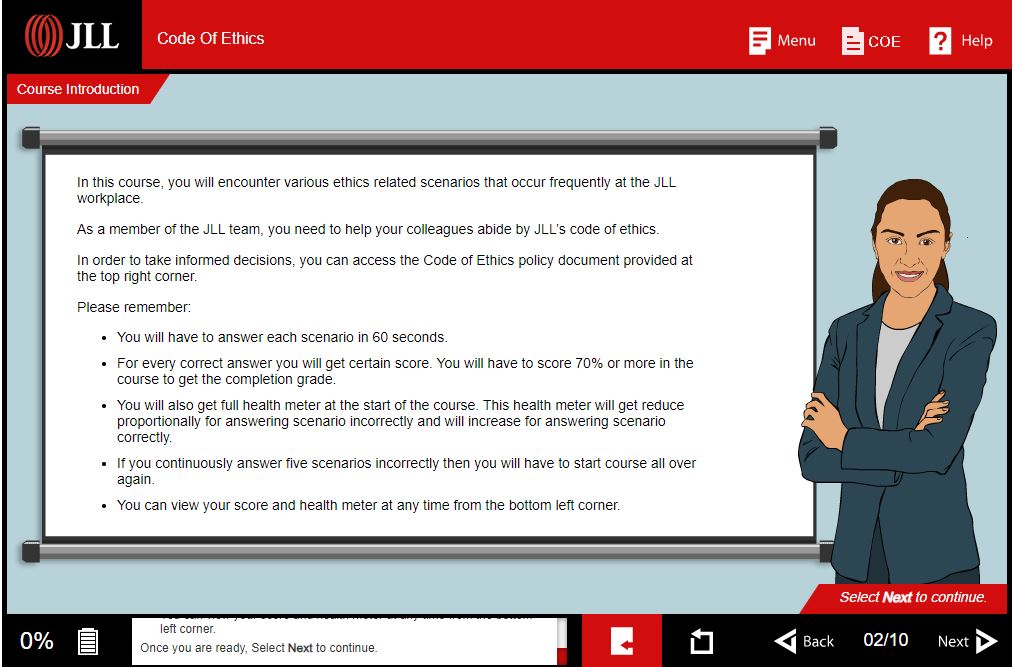 JLL
Code Of Ethics
Menu
COE
? Help
Course Introduction
In this course, you will encounter various ethics related scenarios that occur frequently at the JLL
workplace.
As a member of the JLL team, you need to help your colleagues abide by JLL's code of ethics.
In order to take informed decisions, you can access the Code of Ethics policy document provided at
the top right corner.
Please remember:
• You will have to answer each scenario in 60 seconds.
• For every correct answer you will get certain score. You will have to score 70% or more in the
course to get the completion grade.
• You will also get full health meter at the start of the course. This health meter will get reduce
proportionally for answering scenario incorrectly and will increase for answering scenario
correctly.
• If you continuously answer five scenarios incorrectly then you will have to start course all over
again.
• You can view your score and health meter at any time from the bottom left corner.
Select Next to continue.
0%
left corner.
Once you are ready, Select Next to continue.
Back
02/10
Next